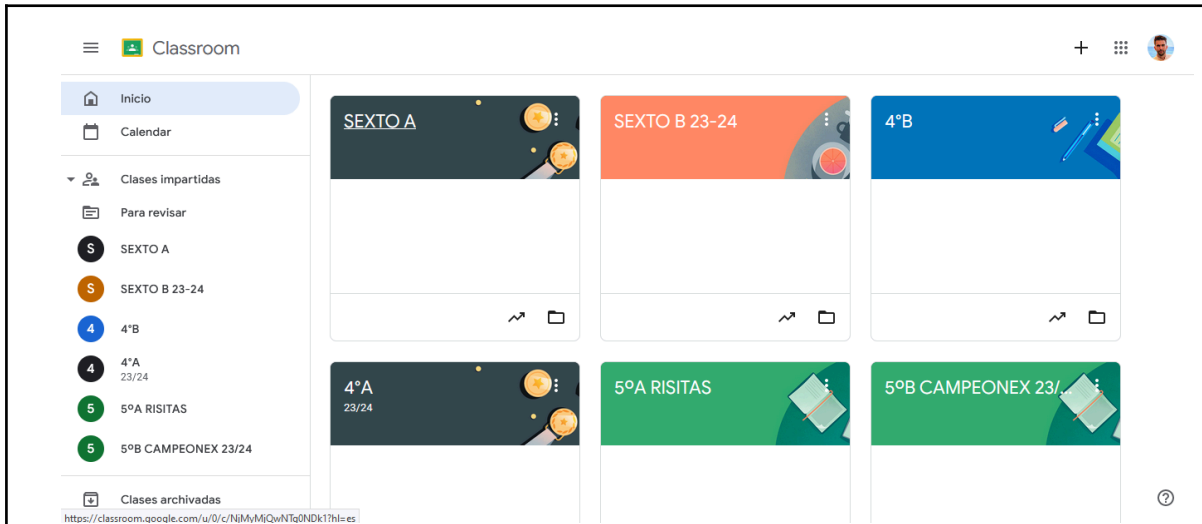 Classroom
Inicio
Calendar
Clases impartidas
Para revisar
S SEXTO A
S SEXTO B 23-24
4 4°B
4 4°A
23/24
5 5ºA RISITAS
5 5ºB CAMPEONEX 23/24
Clases archivadas
https://classroom.google.com/u/0/c/NjMyMjQwNTg0NDk1?hl=es
SEXTO A
SEXTO B 23-24
4°B
4°A
23/24
5ºA RISITAS
5ºB CAMPEONEX 23/...